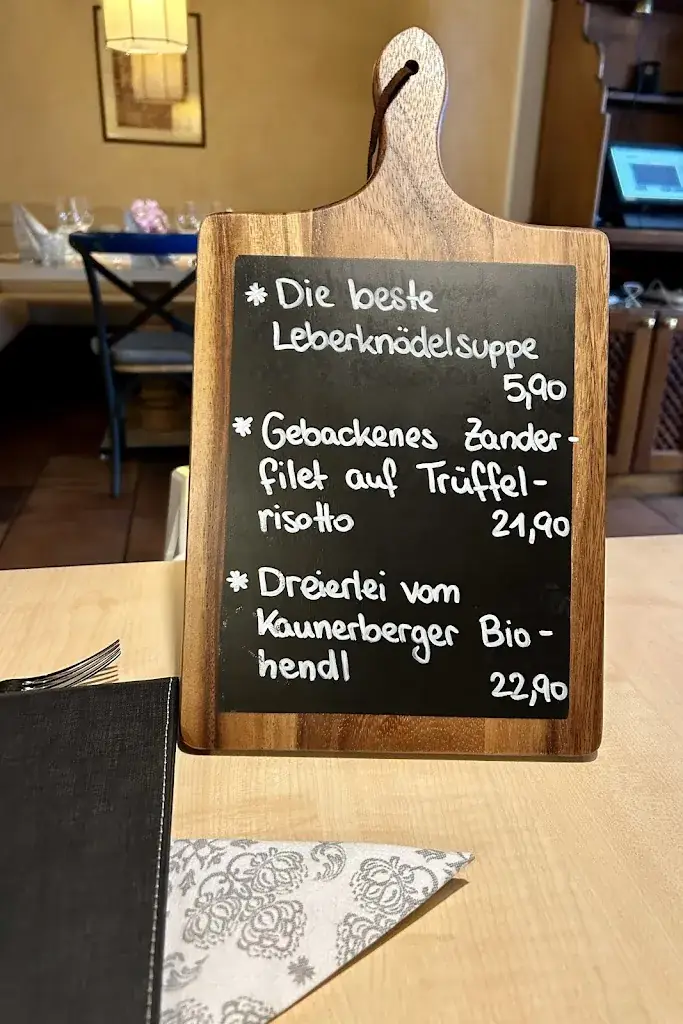 * Die beste
Leberknödelsuppe
5,90
* Gebackenes Zander-
filet auf Trüffel-
risotto 21,90
* Dreierlei vom
Kaunerberger Bio-
hendl
22,90